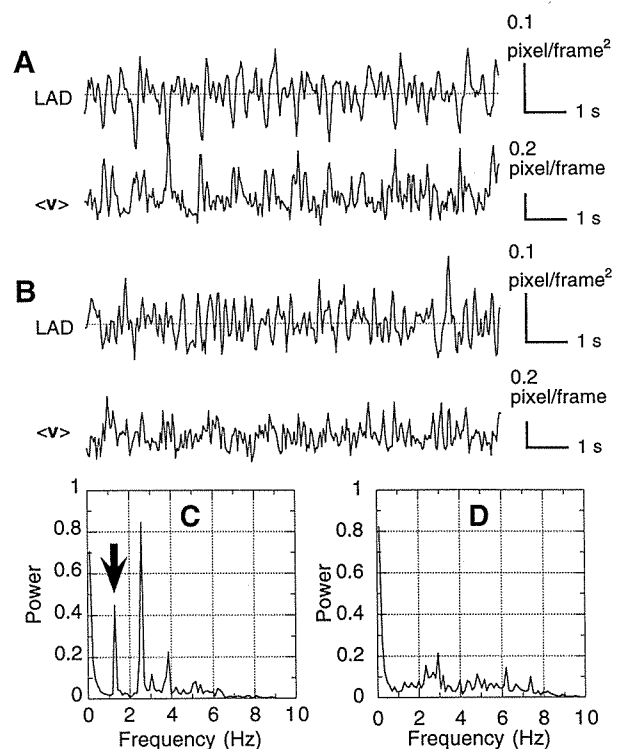 A
LAD
0.1
pixel/frame²
1 s
<v>
0.2
pixel/frame
1 s
B
LAD
0.1
pixel/frame²
1 s
<v>
0.2
pixel/frame
1 s
C
Power
1
0.8
0.6
0.4
0.2
0
0 2 4 6 8 10
Frequency (Hz)
D
Power
1
0.8
0.6
0.4
0.2
0
0 2 4 6 8 10
Frequency (Hz)